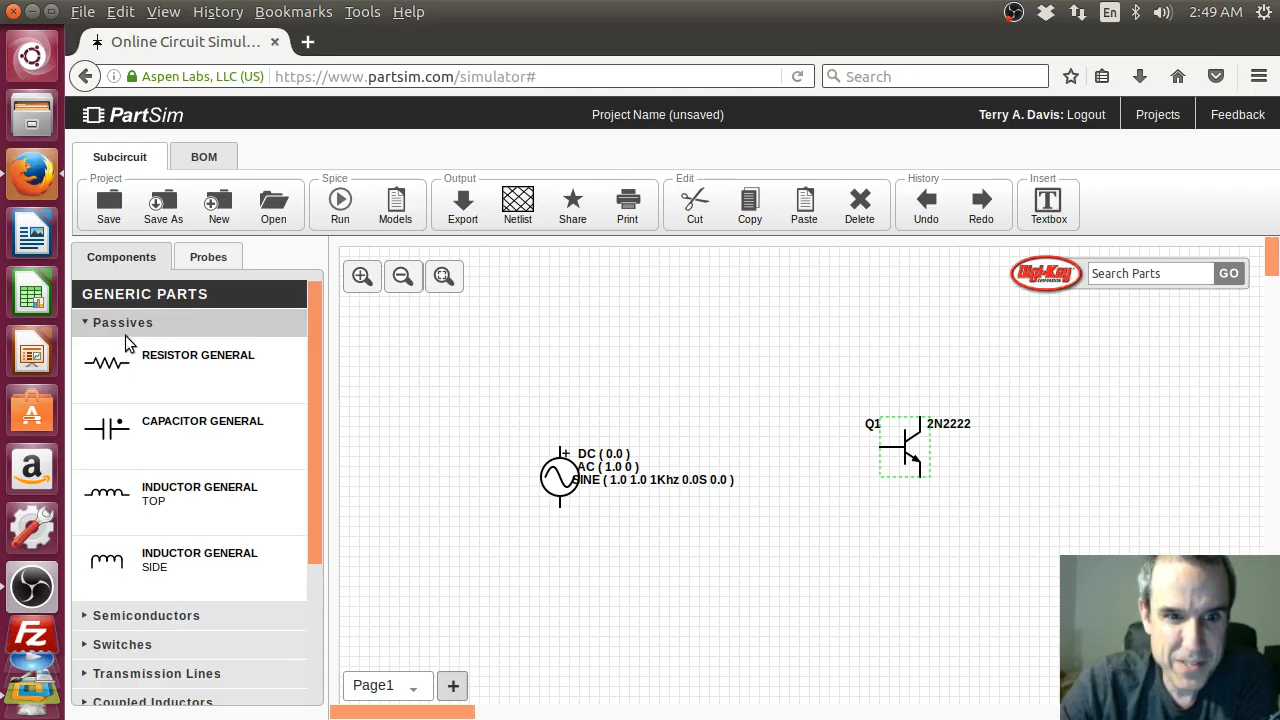 File Edit View History Bookmarks Tools Help
En
2:49 AM
Online Circuit Simul...
Aspen Labs, LLC (US)
https://www.partsim.com/simulator#
Search
PartSim
Project Name (unsaved)
Terry A. Davis: Logout
Projects
Feedback
Subcircuit
BOM
Project
Spice
Output
Edit
History
Insert
Save
Save As
New
Open
Run
Models
Export
Netlist
Share
Print
Cut
Copy
Paste
Delete
Undo
Redo
Textbox
Components
Probes
GENERIC PARTS
Passives
RESISTOR GENERAL
CAPACITOR GENERAL
INDUCTOR GENERAL
TOP
INDUCTOR GENERAL
SIDE
Semiconductors
Switches
Transmission Lines
Coupled Inductors
Digi-Key
CORPORATION
Search Parts
GO
DC ( 0.0 )
AC ( 1.0 0 )
SINE ( 1.0 1.0 1Khz 0.0S 0.0 )
Q1
2N2222
Page1
a
FZ